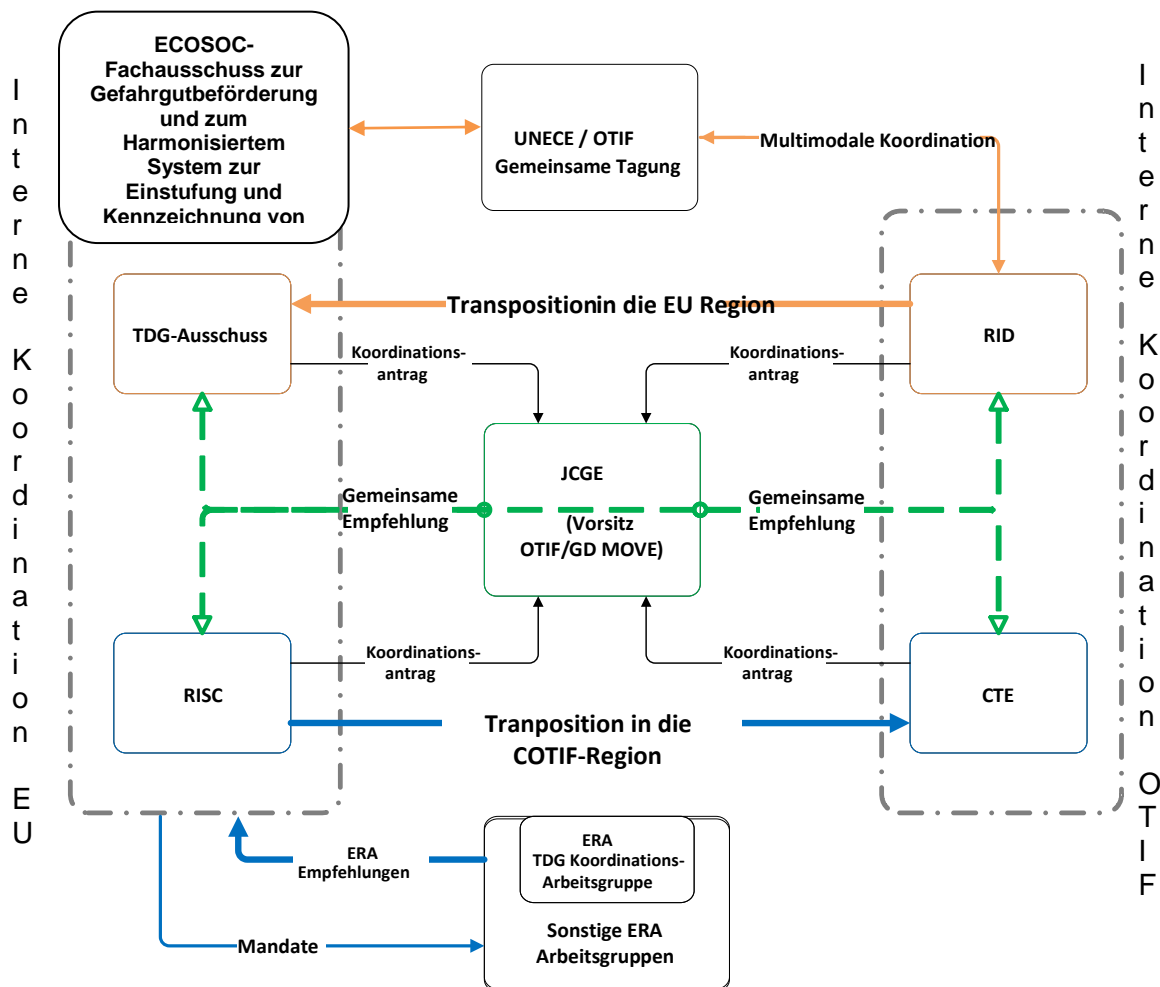 ECOSOC-
Fachausschuss zur
Gefahrgutbeförderung
und zum
Harmonisiertem
System zur
Einstufung und
Kennzeichnung von
UNECE / OTIF
Gemeinsame Tagung
Multimodale Koordination
Interne Koordination EU
Interne Koordination OTIF
TDG-Ausschuss
Transpositionin die EU Region
RID
Koordinations-
antrag
Koordinations-
antrag
JCGE
(Vorsitz
OTIF/GD MOVE)
Gemeinsame
Empfehlung
Gemeinsame
Empfehlung
Koordinations-
antrag
Koordinations-
antrag
RISC
Tranposition in die
COTIF-Region
CTE
ERA
Empfehlungen
ERA
TDG Koordinations-
Arbeitsgruppe
Sonstige ERA
Arbeitsgruppen
Mandate